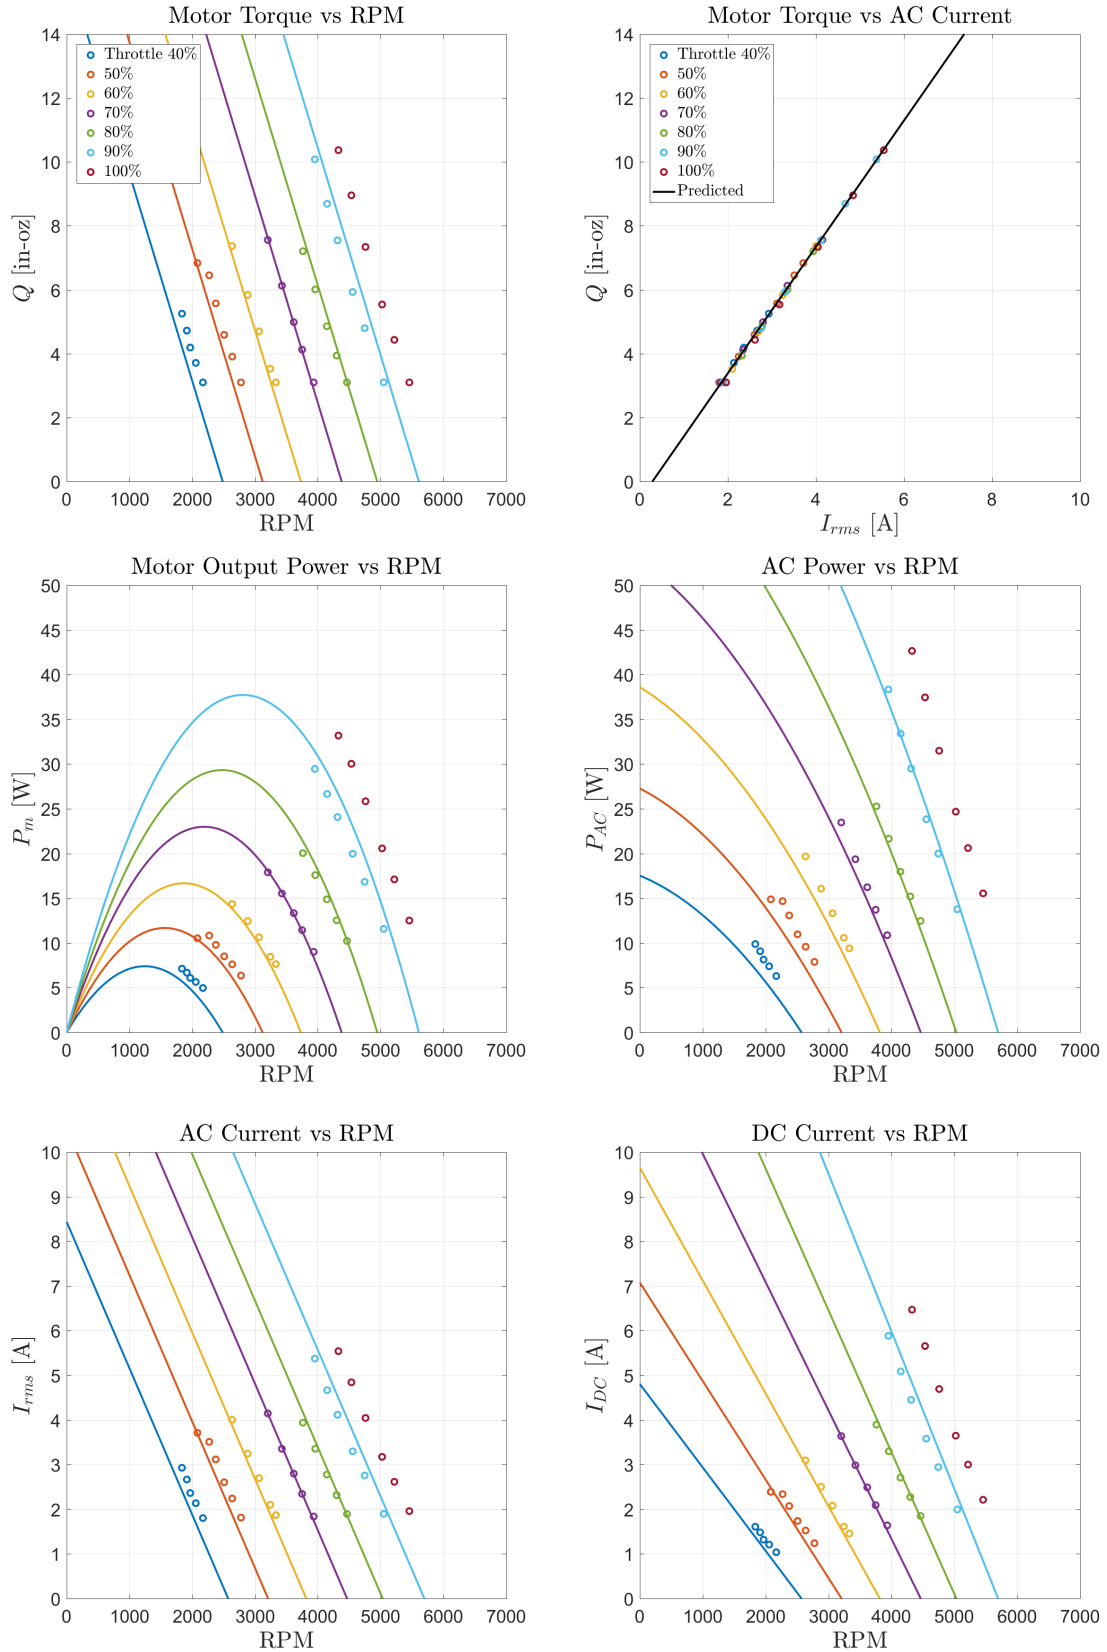 Motor Torque vs RPM
14
12
10
8
6
4
2
0
Q [in-oz]
Throttle 40%
50%
60%
70%
80%
90%
100%
0 1000 2000 3000 4000 5000 6000 7000
RPM
Motor Torque vs AC Current
14
12
10
8
6
4
2
0
Q [in-oz]
Throttle 40%
50%
60%
70%
80%
90%
100%
Predicted
2 4 6 8 10
I_rms [A]
Motor Output Power vs RPM
50
45
40
35
30
25
20
15
10
5
0
P_m [W]
0 1000 2000 3000 4000 5000 6000 7000
RPM
AC Power vs RPM
50
45
40
35
30
25
20
15
10
5
0
P_AC [W]
0 1000 2000 3000 4000 5000 6000 7000
RPM
AC Current vs RPM
10
9
8
7
6
5
4
3
2
1
0
I_rms [A]
0 1000 2000 3000 4000 5000 6000 7000
RPM
DC Current vs RPM
10
9
8
7
6
5
4
3
2
1
0
I_DC [A]
0 1000 2000 3000 4000 5000 6000 7000
RPM